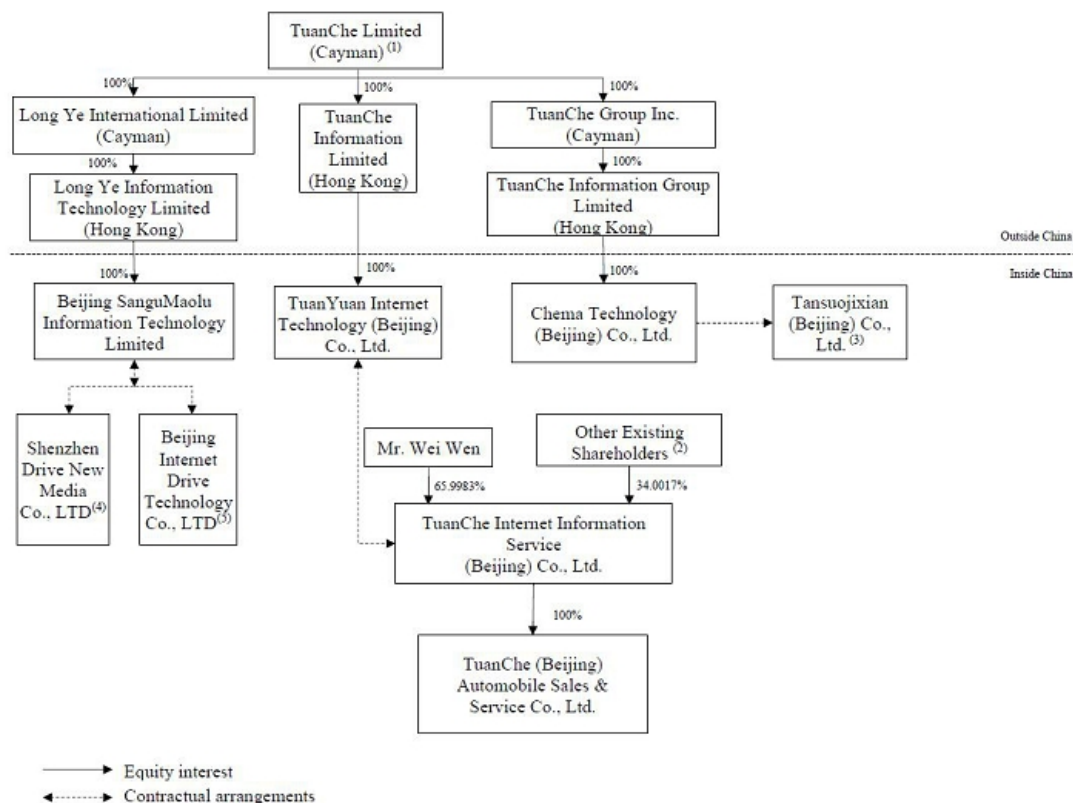 TuanChe Limited
(Cayman) (1)
100%
100%
100%
Long Ye International Limited
(Cayman)
TuanChe
Information
Limited
(Hong Kong)
TuanChe Group Inc.
(Cayman)
100%
100%
Long Ye Information
Technology Limited
(Hong Kong)
TuanChe Information Group
Limited
(Hong Kong)
Outside China
Inside China
100%
100%
100%
Beijing SanguMaolu
Information Technology
Limited
TuanYuan Internet
Technology (Beijing)
Co., Ltd.
Chema Technology
(Beijing) Co., Ltd.
Tansuojixian
(Beijing) Co.,
Ltd. (3)
Shenzhen
Drive New
Media
Co., LTD(4)
Beijing
Internet
Drive
Technology
Co., LTD(5)
Mr. Wei Wen
Other Existing
Shareholders (2)
65.9983%
34.0017%
TuanChe Internet Information
Service
(Beijing) Co., Ltd.
100%
TuanChe (Beijing)
Automobile Sales &
Service Co., Ltd.
Equity interest
Contractual arrangements